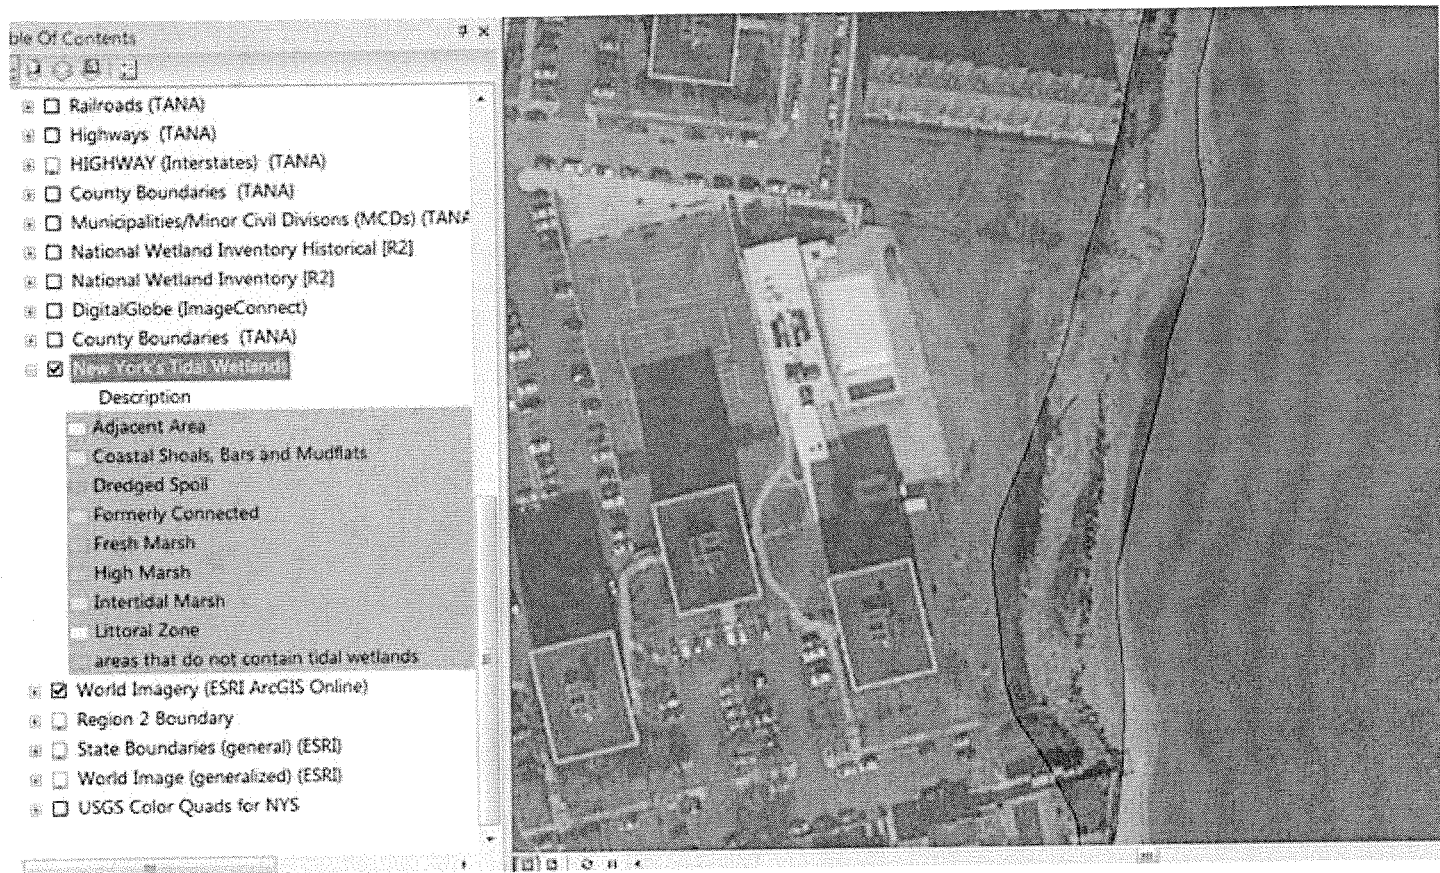 ble Of Contents
Railroads (TANA)
Highways (TANA)
HIGHWAY (Interstates) (TANA)
County Boundaries (TANA)
Municipalities/Minor Civil Divisons (MCDs) (TANA
National Wetland Inventory Historical [R2]
National Wetland Inventory [R2]
DigitalGlobe (ImageConnect)
County Boundaries (TANA)
New York's Tidal Wetlands
Description
Adjacent Area
Coastal Shoals, Bars and Mudflats
Dredged Spoil
Formerly Connected
Fresh Marsh
High Marsh
Intertidal Marsh
Littoral Zone
areas that do not contain tidal wetlands
World Imagery (ESRI ArcGIS Online)
Region 2 Boundary
State Boundaries (general) (ESRI)
World Image (generalized) (ESRI)
USGS Color Quads for NYS